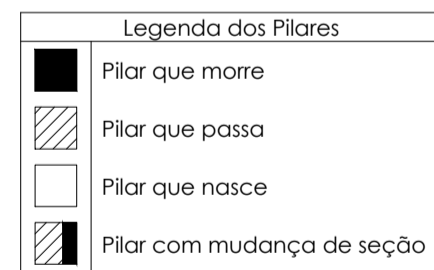 Legenda dos Pilares
Pilar que morre
Pilar que passa
Pilar que nasce
Pilar com mudança de seção